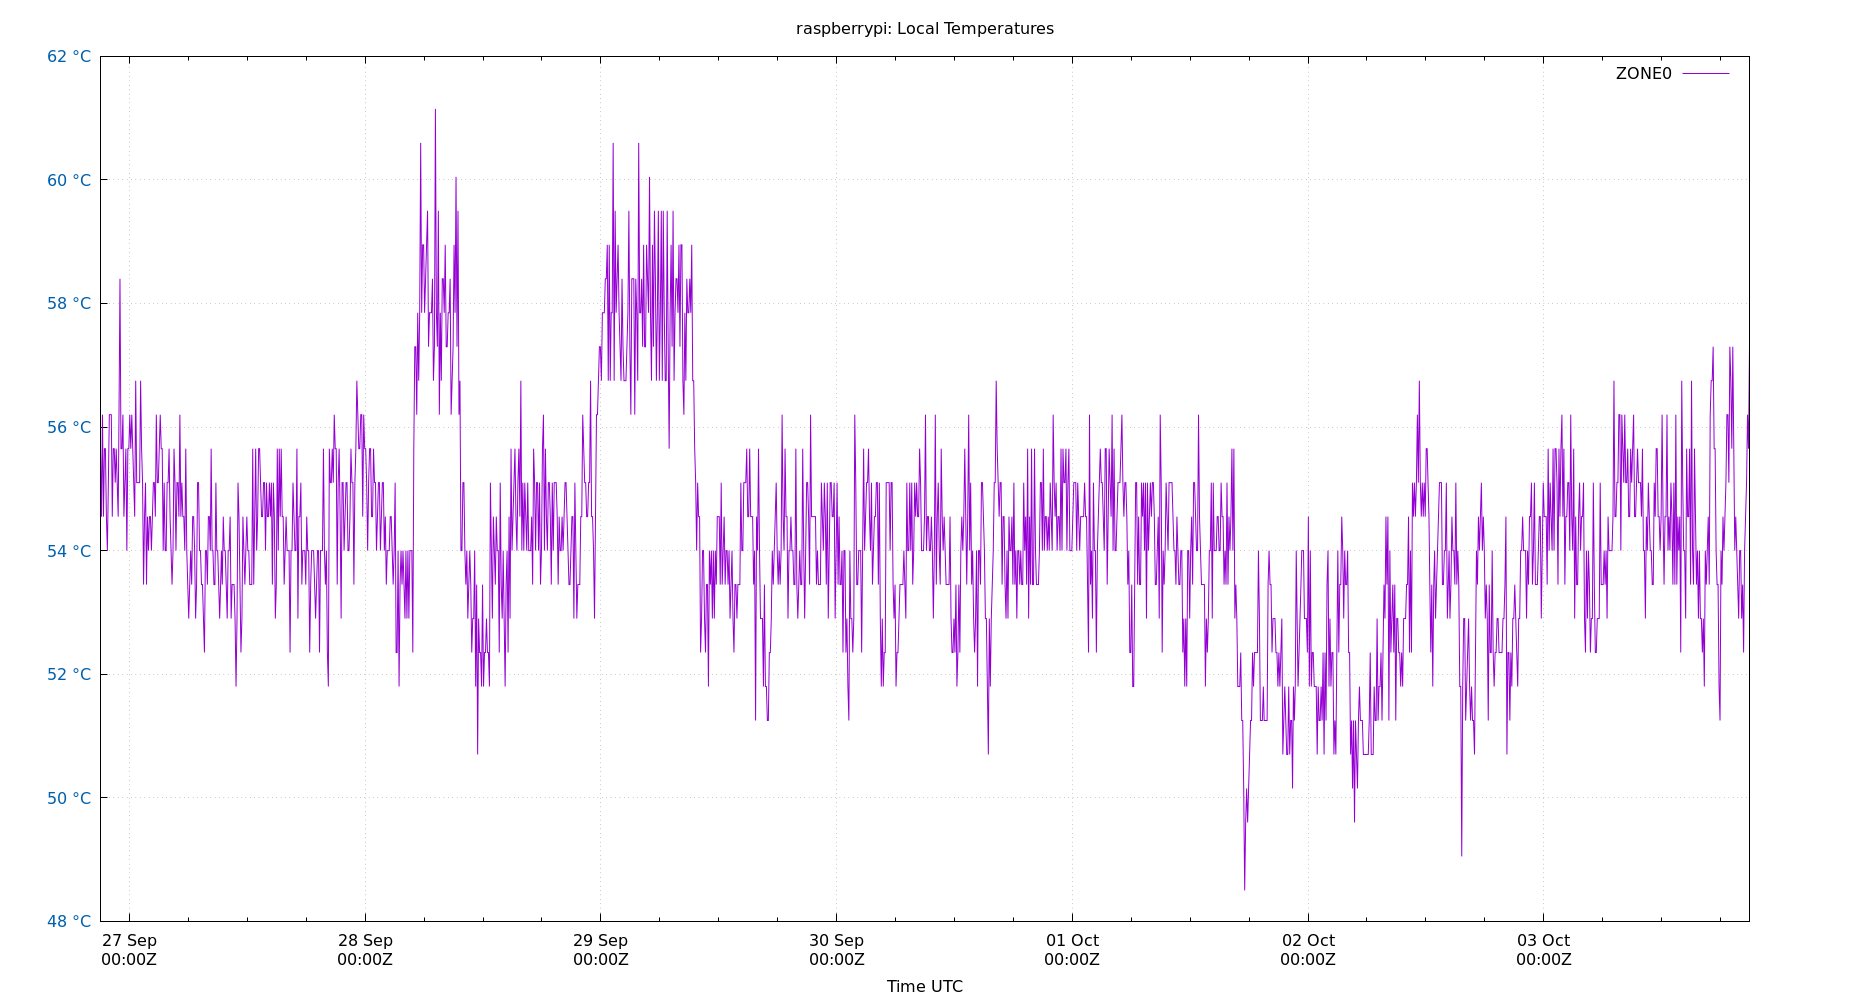 raspberrypi: Local Temperatures
62 °C
ZONE0
60 °C
58 °C
56 °C
54 °C
52 °C
50 °C
48 °C
27 Sep 28 Sep 29 Sep 30 Sep 01 Oct 02 Oct 03 Oct
00:00Z 00:00Z 00:00Z 00:00Z 00:00Z 00:00Z 00:00Z
Time UTC